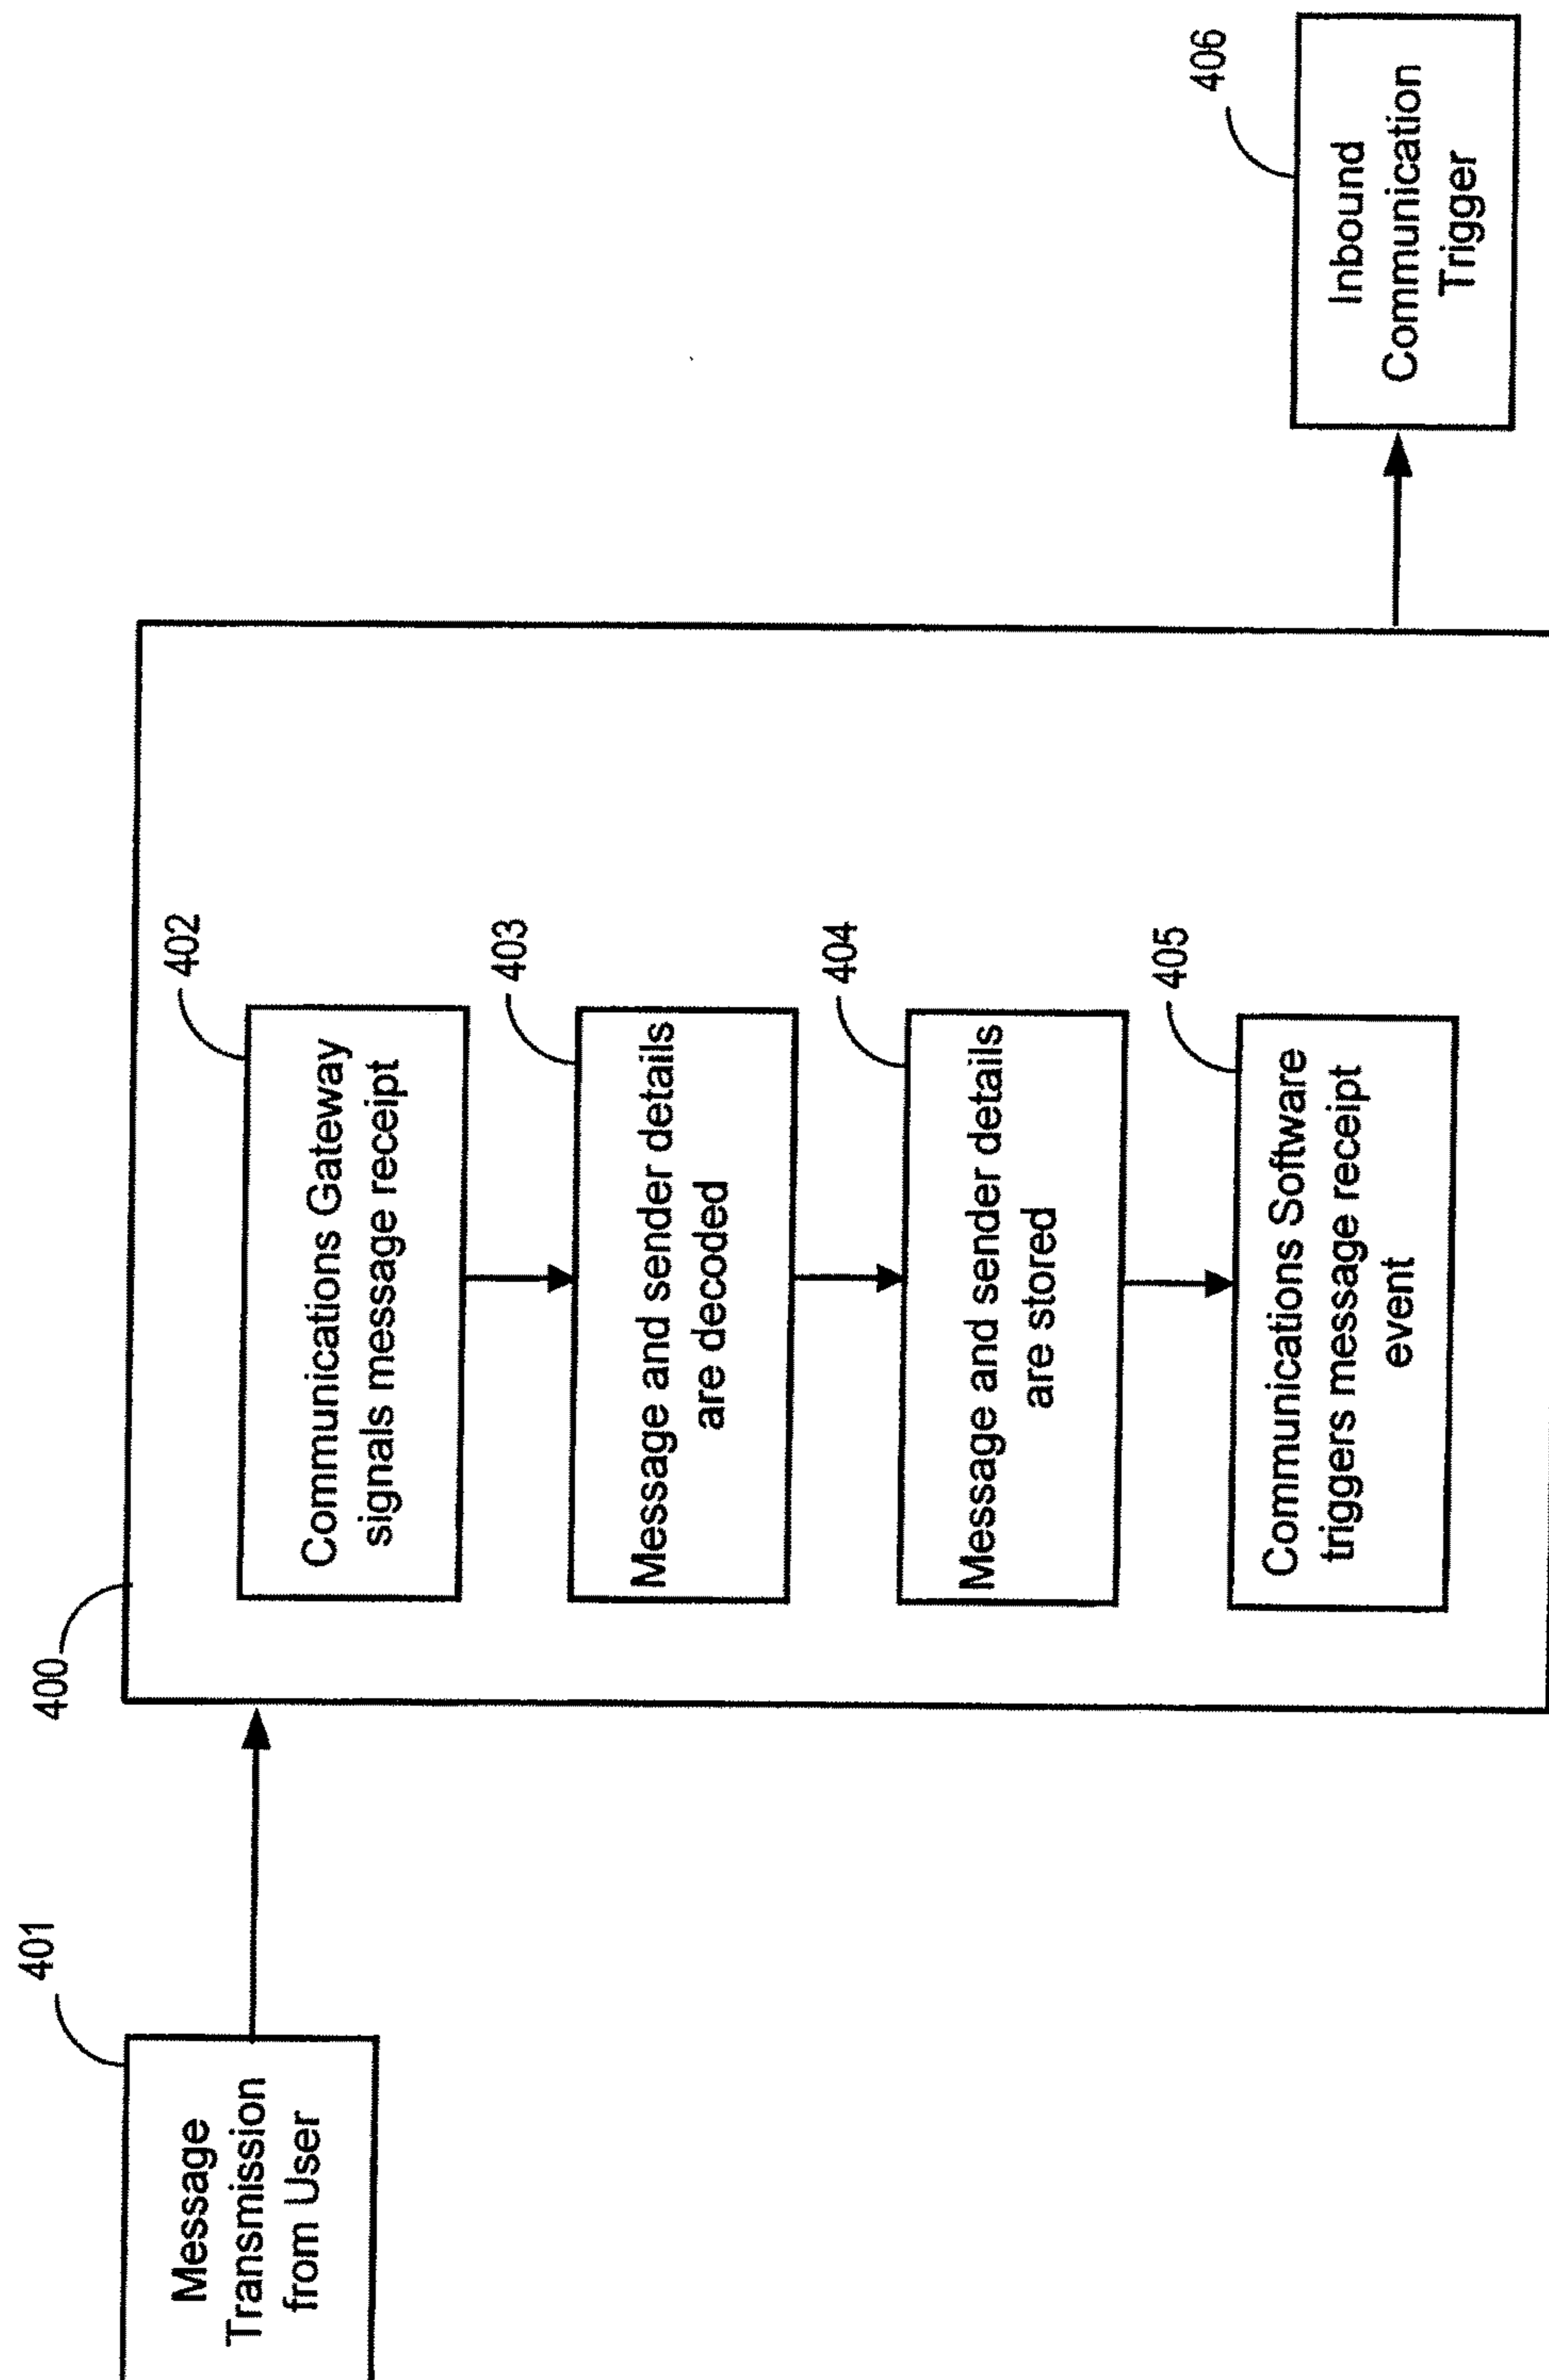 401
Message
Transmission
from User
400
402
Communications Gateway
signals message receipt
403
Message and sender details
are decoded
404
Message and sender details
are stored
405
Communications Software
triggers message receipt
event
406
Inbound
Communication
Trigger